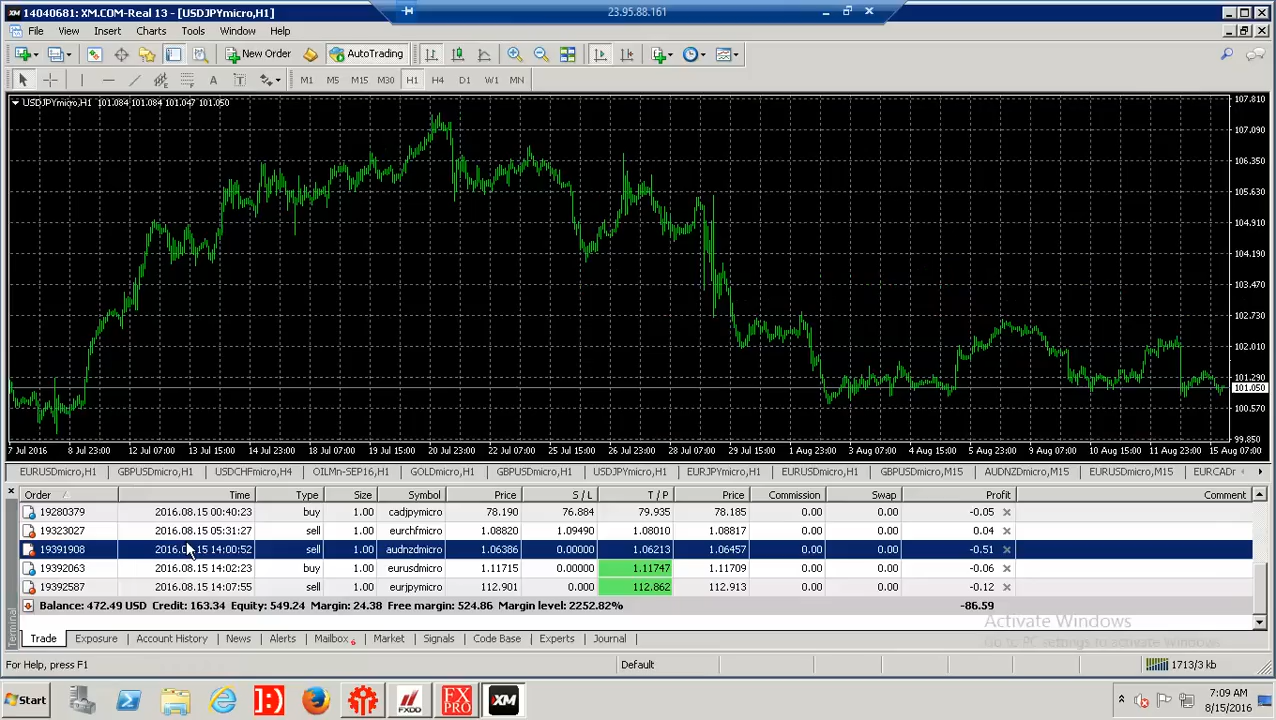 14040681: XM.COM-Real 13 - [USDJPYmicro,H1]
23.95.88.161
File View Insert Charts Tools Window Help
New Order AutoTrading
A T M1 M5 M15 M30 H1 H4 D1 W1 MN
USDJPYmicro,H1 101.084 101.084 101.047 101.050
107.810
107.090
106.350
105.630
104.910
104.190
103.470
102.730
102.010
101.290
101.050
100.570
99.850
7 Jul 2016 8 Jul 23:00 12 Jul 07:00 13 Jul 15:00 14 Jul 23:00 18 Jul 07:00 19 Jul 15:00 20 Jul 23:00 22 Jul 07:00 25 Jul 15:00 26 Jul 23:00 28 Jul 07:00 29 Jul 15:00 1 Aug 23:00 3 Aug 07:00 4 Aug 15:00 5 Aug 23:00 9 Aug 07:00 10 Aug 15:00 11 Aug 23:00 15 Aug 07:00
EURUSDmicro,H1 GBPUSDmicro,H1 USDCHFmicro,H4 OILMn-SEP16,H1 GOLDmicro,H1 GBPUSDmicro,H1 USDJPYmicro,H1 EURJPYmicro,H1 EURUSDmicro,H1 GBPUSDmicro,M15 AUDNZDmicro,M15 EURUSDmicro,M15 EURCADr
Order Time Type Size Symbol Price S / L T / P Price Commission Swap Profit Comment
19280379 2016.08.15 00:40:23 buy 1.00 cadjpymicro 78.190 76.884 79.935 78.185 0.00 0.00 -0.05
19323027 2016.08.15 05:31:27 sell 1.00 eurchfmicro 1.08820 1.09490 1.08010 1.08817 0.00 0.00 0.04
19391908 2016.08.15 14:00:52 sell 1.00 audnzdmicro 1.06386 0.00000 1.06213 1.06457 0.00 0.00 -0.51
19392063 2016.08.15 14:02:23 buy 1.00 eurusdmicro 1.11715 0.00000 1.11747 1.11709 0.00 0.00 -0.06
19392587 2016.08.15 14:07:55 sell 1.00 eurjpymicro 112.901 0.000 112.862 112.913 0.00 0.00 -0.12
Balance: 472.49 USD Credit: 163.34 Equity: 549.24 Margin: 24.38 Free margin: 524.86 Margin level: 2252.82% -86.59
Terminal
Activate Windows
Go to PC settings to activate Windows.
Trade Exposure Account History News Alerts Mailbox 6 Market Signals Code Base Experts Journal
For Help, press F1 Default 1713/3 kb
Start FXDD FX PRO XM 7:09 AM
8/15/2016